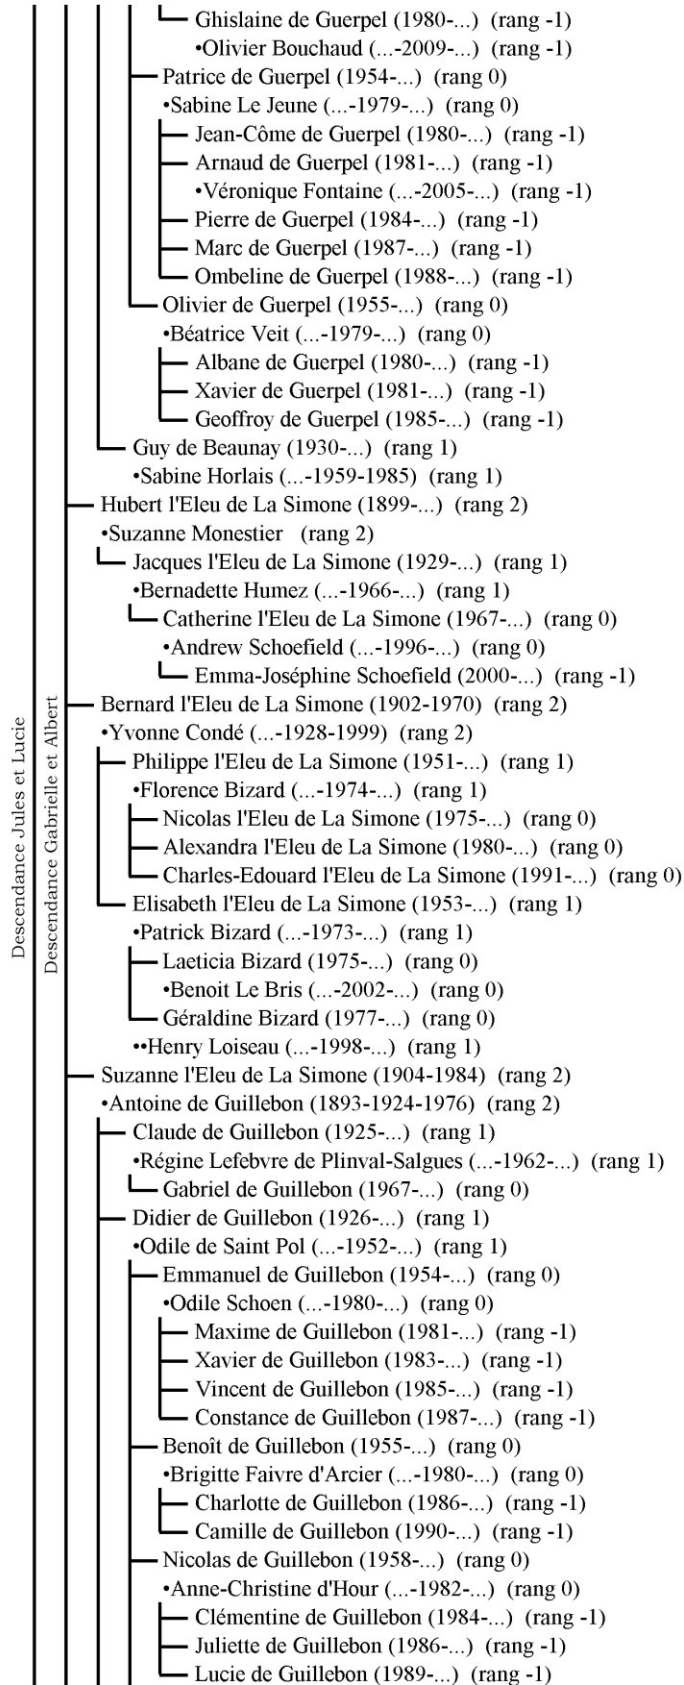 Ghislaine de Guerpel (1980-...) (rang -1)
•Olivier Bouchaud (...-2009-...) (rang -1)
Patrice de Guerpel (1954-...) (rang 0)
•Sabine Le Jeune (...-1979-...) (rang 0)
Jean-Côme de Guerpel (1980-...) (rang -1)
Arnaud de Guerpel (1981-...) (rang -1)
•Véronique Fontaine (...-2005-...) (rang -1)
Pierre de Guerpel (1984-...) (rang -1)
Marc de Guerpel (1987-...) (rang -1)
Ombeline de Guerpel (1988-...) (rang -1)
Olivier de Guerpel (1955-...) (rang 0)
•Béatrice Veit (...-1979-...) (rang 0)
Albane de Guerpel (1980-...) (rang -1)
Xavier de Guerpel (1981-...) (rang -1)
Geoffroy de Guerpel (1985-...) (rang -1)
Guy de Beaunay (1930-...) (rang 1)
•Sabine Horlais (...-1959-1985) (rang 1)
Hubert l'Eleu de La Simone (1899-...) (rang 2)
•Suzanne Monestier (rang 2)
Jacques l'Eleu de La Simone (1929-...) (rang 1)
•Bernadette Humez (...-1966-...) (rang 1)
Catherine l'Eleu de La Simone (1967-...) (rang 0)
•Andrew Schoefield (...-1996-...) (rang 0)
Emma-Joséphine Schoefield (2000-...) (rang -1)
Bernard l'Eleu de La Simone (1902-1970) (rang 2)
•Yvonne Condé (...-1928-1999) (rang 2)
Philippe l'Eleu de La Simone (1951-...) (rang 1)
•Florence Bizard (...-1974-...) (rang 1)
Nicolas l'Eleu de La Simone (1975-...) (rang 0)
Alexandra l'Eleu de La Simone (1980-...) (rang 0)
Charles-Edouard l'Eleu de La Simone (1991-...) (rang 0)
Elisabeth l'Eleu de La Simone (1953-...) (rang 1)
•Patrick Bizard (...-1973-...) (rang 1)
Laeticia Bizard (1975-...) (rang 0)
•Benoit Le Bris (...-2002-...) (rang 0)
Géraldine Bizard (1977-...) (rang 0)
••Henry Loiseau (...-1998-...) (rang 1)
Suzanne l'Eleu de La Simone (1904-1984) (rang 2)
•Antoine de Guillebon (1893-1924-1976) (rang 2)
Claude de Guillebon (1925-...) (rang 1)
•Régine Lefebvre de Plinval-Salgues (...-1962-...) (rang 1)
Gabriel de Guillebon (1967-...) (rang 0)
Didier de Guillebon (1926-...) (rang 1)
•Odile de Saint Pol (...-1952-...) (rang 1)
Emmanuel de Guillebon (1954-...) (rang 0)
•Odile Schoen (...-1980-...) (rang 0)
Maxime de Guillebon (1981-...) (rang -1)
Xavier de Guillebon (1983-...) (rang -1)
Vincent de Guillebon (1985-...) (rang -1)
Constance de Guillebon (1987-...) (rang -1)
Benoît de Guillebon (1955-...) (rang 0)
•Brigitte Faivre d'Arcier (...-1980-...) (rang 0)
Charlotte de Guillebon (1986-...) (rang -1)
Camille de Guillebon (1990-...) (rang -1)
Nicolas de Guillebon (1958-...) (rang 0)
•Anne-Christine d'Hour (...-1982-...) (rang 0)
Clémentine de Guillebon (1984-...) (rang -1)
Juliette de Guillebon (1986-...) (rang -1)
Lucie de Guillebon (1989-...) (rang -1)
Descendance Jules et Lucie
Descendance Gabrielle et Albert